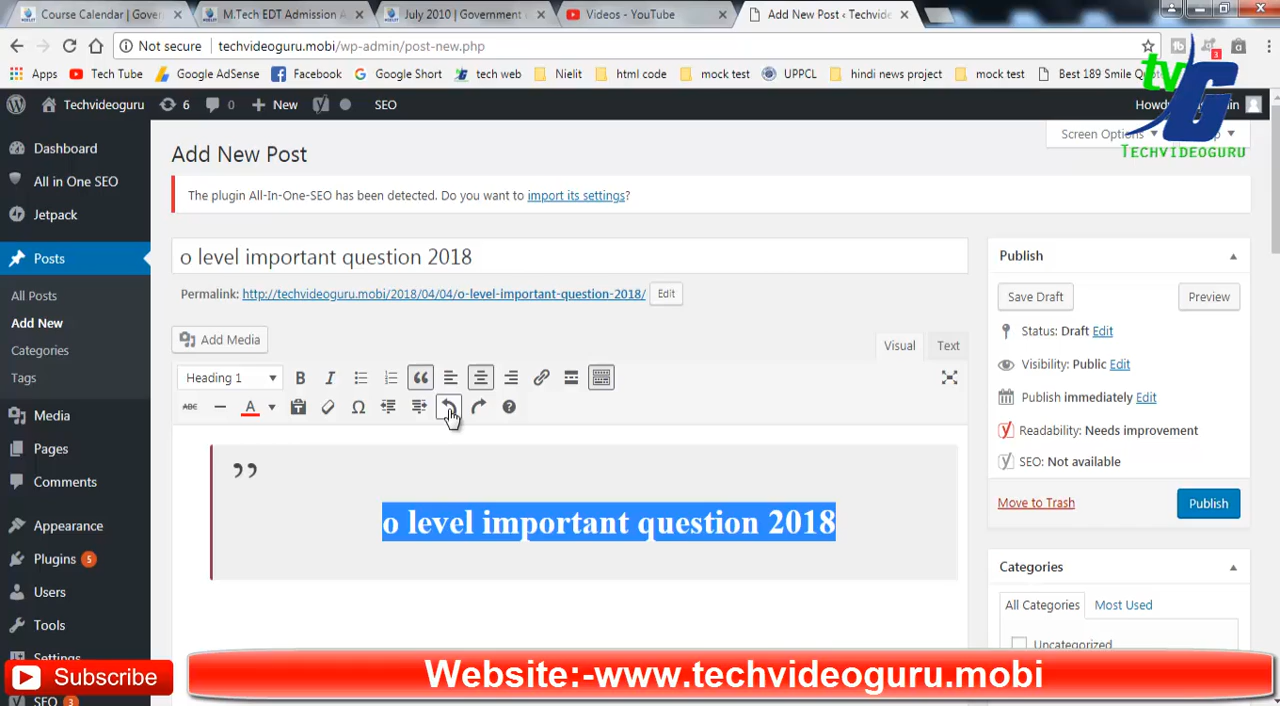 Course Calendar | Gover
M.Tech EDT Admission A
July 2010 | Government
Videos - YouTube
Add New Post ‹ Techvide
Not secure
techvideoguru.mobi/wp-admin/post-new.php
Apps
Tech Tube
Google AdSense
Facebook
Google Short
tech web
Nielit
html code
mock test
UPPCL
hindi news project
mock test
Best 189 Smile Quot
Techvideoguru
6
0
New
SEO
Howd
in
tvG
TECHVIDEOGURU
Dashboard
All in One SEO
Jetpack
Posts
All Posts
Add New
Categories
Tags
Media
Pages
Comments
Appearance
Plugins 5
Users
Tools
Settings
SEO 3
Add New Post
Screen Options
The plugin All-In-One-SEO has been detected. Do you want to import its settings?
o level important question 2018
Permalink: http://techvideoguru.mobi/2018/04/04/o-level-important-question-2018/ Edit
Add Media
Visual Text
Heading 1
B I
ABC A
o level important question 2018
Publish
Save Draft Preview
Status: Draft Edit
Visibility: Public Edit
Publish immediately Edit
Readability: Needs improvement
SEO: Not available
Move to Trash Publish
Categories
All Categories Most Used
Uncategorized
Subscribe
Website:-www.techvideoguru.mobi